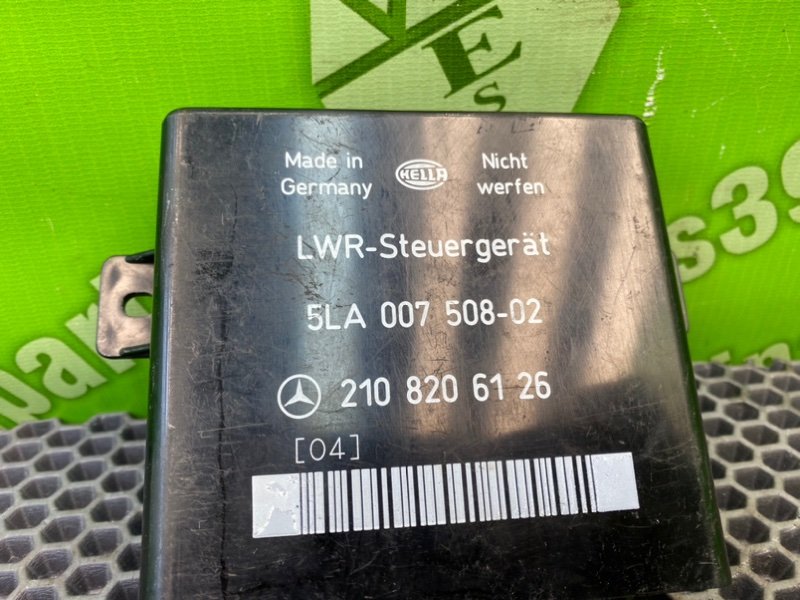 E
S
Made in
Germany
HELLA
Nicht
werfen
LWR-Steuergerät
5LA 007 508-02
210 820 61 26
[04]